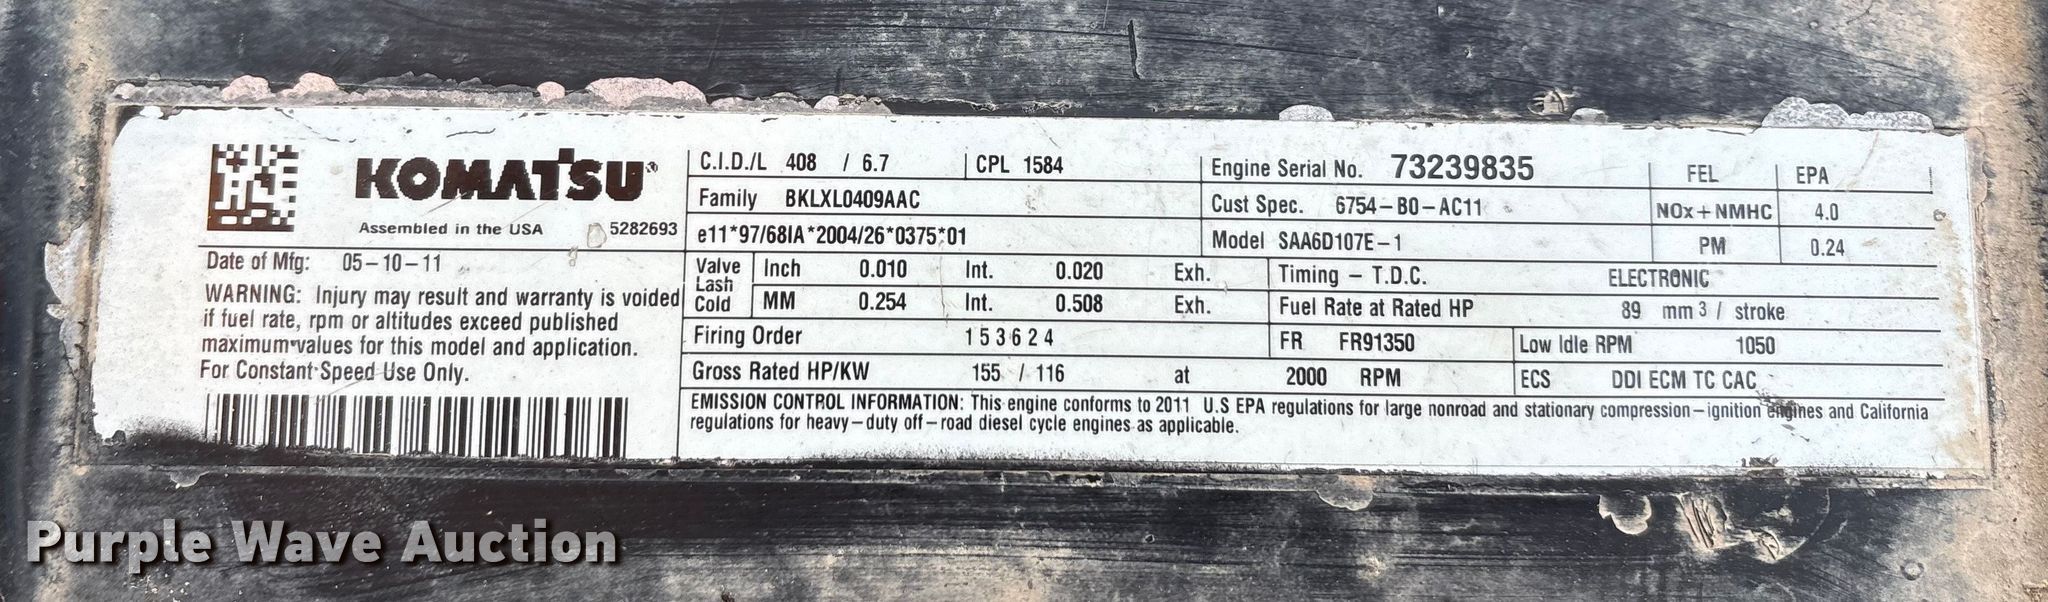 KOMATSU
Assembled in the USA 5282693
Date of Mfg: 05-10-11
WARNING: Injury may result and warranty is voided
if fuel rate, rpm or altitudes exceed published
maximum values for this model and application.
For Constant Speed Use Only.
C.I.D./L 408 / 6.7 CPL 1584
Family BKLXL0409AAC
e11*97/68IA*2004/26*0375*01
Valve Lash Cold
Inch 0.010 Int. 0.020 Exh.
MM 0.254 Int. 0.508 Exh.
Firing Order 153624
Gross Rated HP/KW 155 / 116 at 2000 RPM
Engine Serial No. 73239835
Cust Spec. 6754-B0-AC11
Model SAA6D107E-1
FEL EPA
NOx+NMHC 4.0
PM 0.24
Timing - T.D.C. ELECTRONIC
Fuel Rate at Rated HP 89 mm3 / stroke
FR FR91350 Low Idle RPM 1050
ECS DDI ECM TC CAC
EMISSION CONTROL INFORMATION: This engine conforms to 2011 U.S EPA regulations for large nonroad and stationary compression-ignition engines and California
regulations for heavy-duty off-road diesel cycle engines as applicable.
Purple Wave Auction